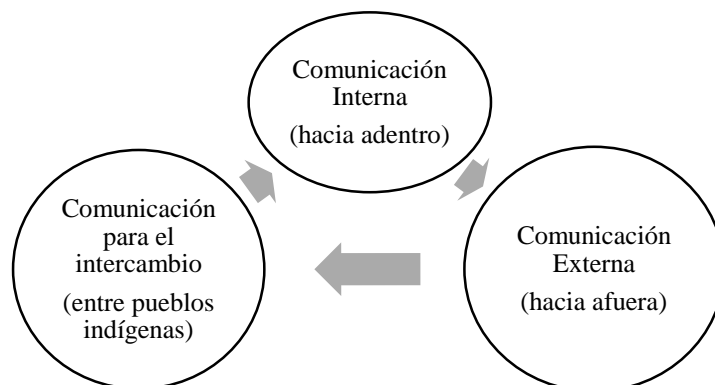 Comunicación
Interna
(hacia adentro)
Comunicación
para el
intercambio
(entre pueblos
indígenas)
Comunicación
Externa
(hacia afuera)